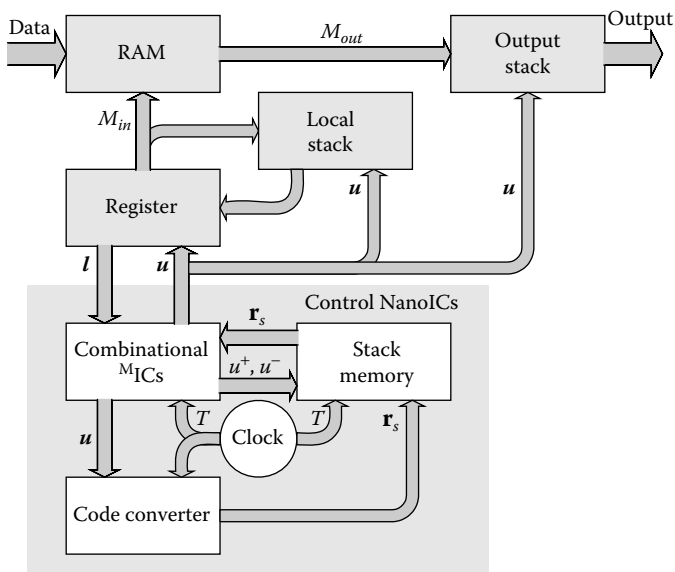 Data
RAM
M_out
Output
stack
Output
M_in
Local
stack
Register
u
u
l
u
Control NanoICs
r_s
Combinational
ᴹICs
u⁺, u⁻
Stack
memory
u
T
Clock
T
r_s
Code converter